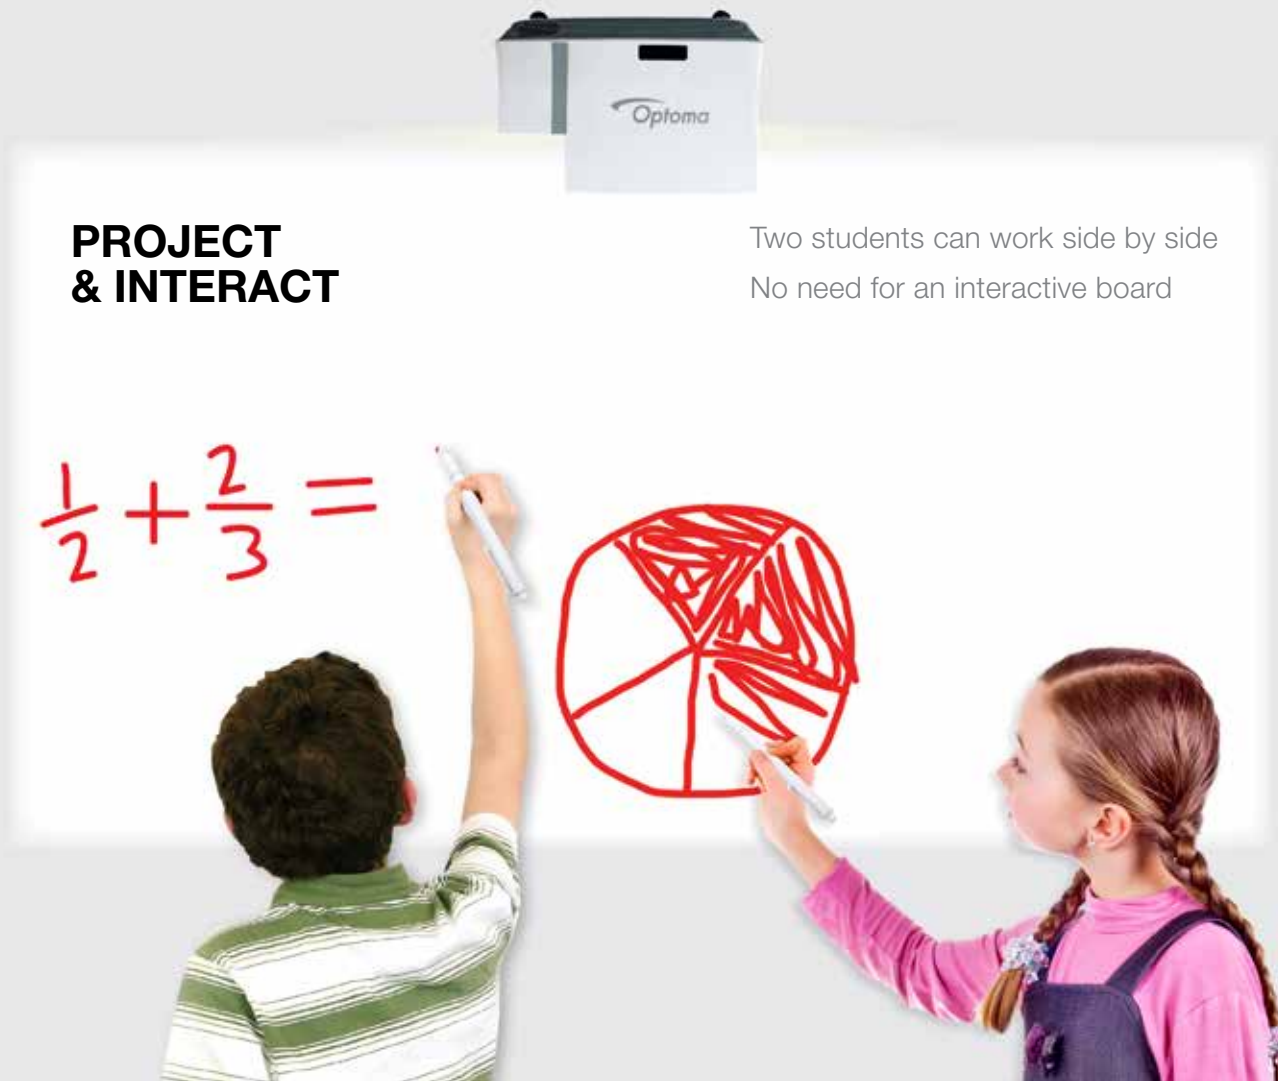 Optoma
PROJECT
& INTERACT
Two students can work side by side
No need for an interactive board
1/2 + 2/3 =